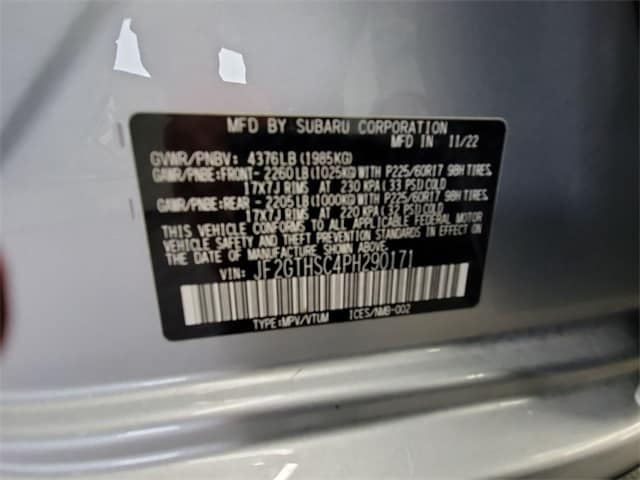 MFD BY SUBARU CORPORATION
MFD IN 11/22
GVWR/PNBV: 4376LB(1985KG)
GAWR/PNBE:FRONT- 2260LB(1025KG)WITH P225/60R17 98H TIRES,
17X7J RIMS AT 230 KPA(33 PSI)COLD
GAWR/PNBE:REAR - 2205LB(1000KG)WITH P225/60R17 98H TIRES,
17X7J RIMS AT 220 KPA(32 PSI)COLD
THIS VEHICLE CONFORMS TO ALL APPLICABLE FEDERAL MOTOR
VEHICLE SAFETY AND THEFT PREVENTION STANDARDS IN EFFECT
ON THE DATE OF MANUFACTURE SHOWN ABOVE.
VIN: JF2GTHSC4PH290171
TYPE:MPV/VTUM ICES/NMB-002